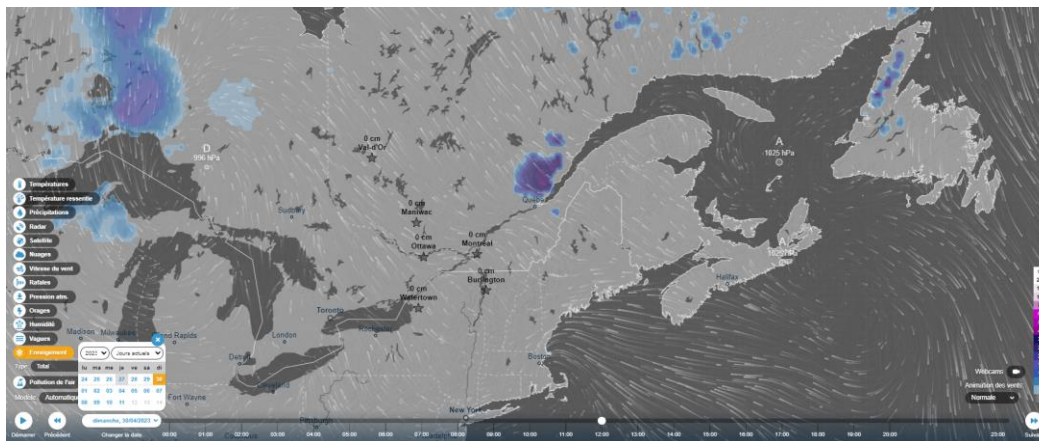 D
996 hPa
0 cm
Val-d'Or
A
1025 hPa
Températures
Température ressentie
Précipitations
Radar
Satellite
Nuages
Vitesse du vent
Rafales
Pression atm.
Orages
Humidité
Vagues
Enneigement
Type: Total
Pollution de l'air
Modèle: Automatique
Sudbury
0 cm
Maniwac
0 cm
Ottawa
0 cm
Montréal
Québec
0 cm
Burlington
0 cm
Watertown
A
Halifax
Toronto
Rochester
London
Madison
Milwaukee
Grand Rapids
Detroit
Cleveland
Fort Wayne
Boston
New York
Pittsburgh
2023
Jours actuels
lu ma me je ve sa di
24 25 26 27 28 29 30
01 02 03 04 05 06 07
08 09 10 11 12 13 14
dimanche, 30/04/2023
Webcams
Animation des vents:
Normale
Démarrer
Précédent
Changer la date
00:00 01:00 02:00 03:00 04:00 05:00 06:00 07:00 08:00 09:00 10:00 11:00 12:00 13:00 14:00 15:00 16:00 17:00 18:00 19:00 20:00
23:00